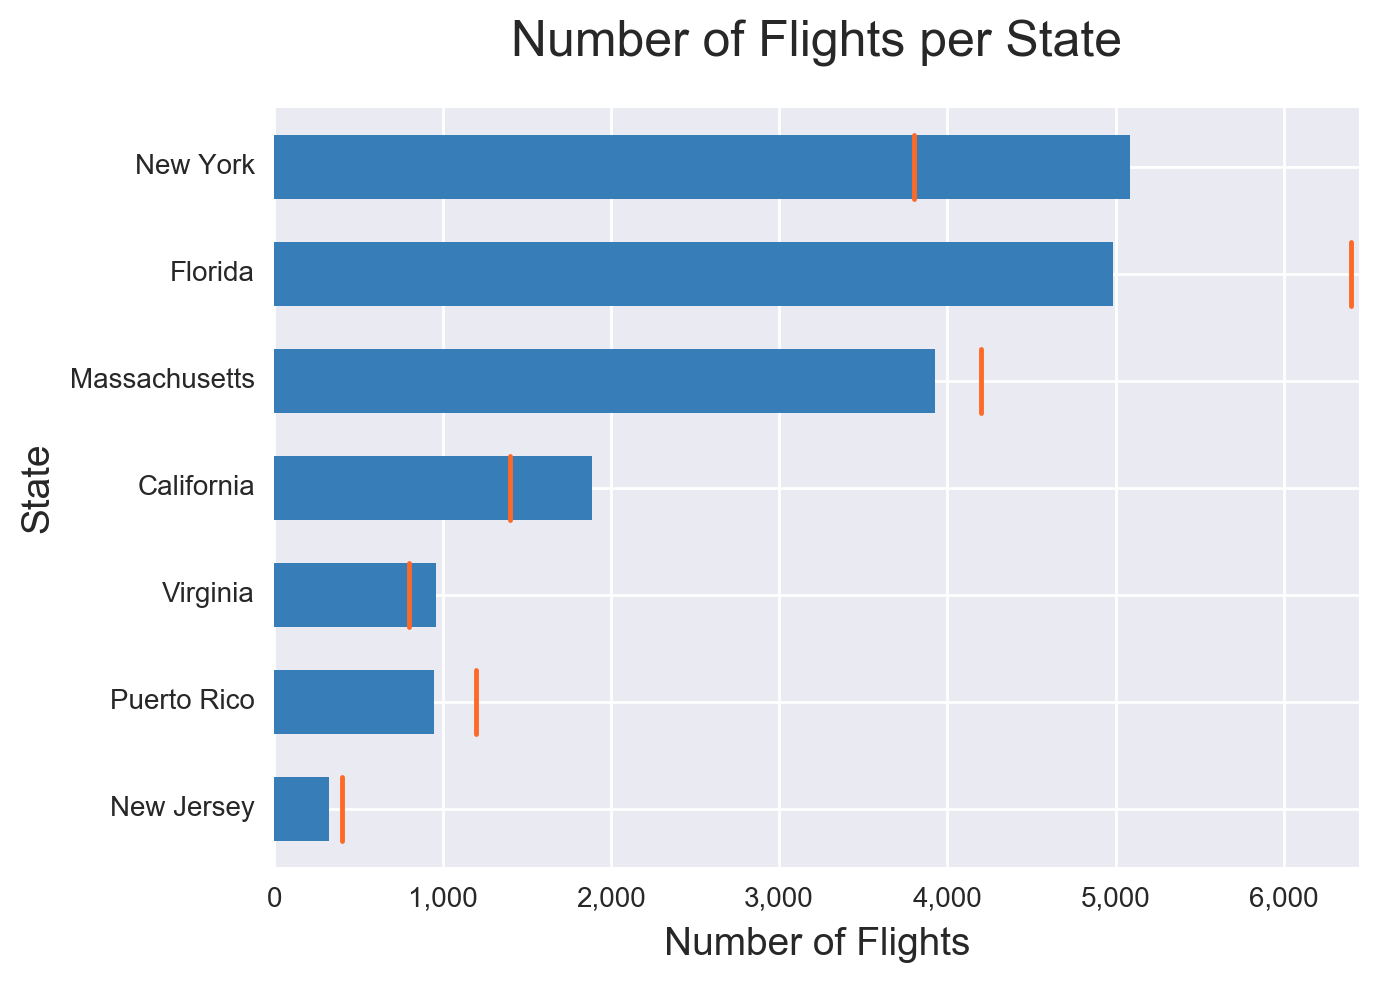 Number of Flights per State
New York
Florida
Massachusetts
California
Virginia
Puerto Rico
New Jersey
State
0 1,000 2,000 3,000 4,000 5,000 6,000
Number of Flights